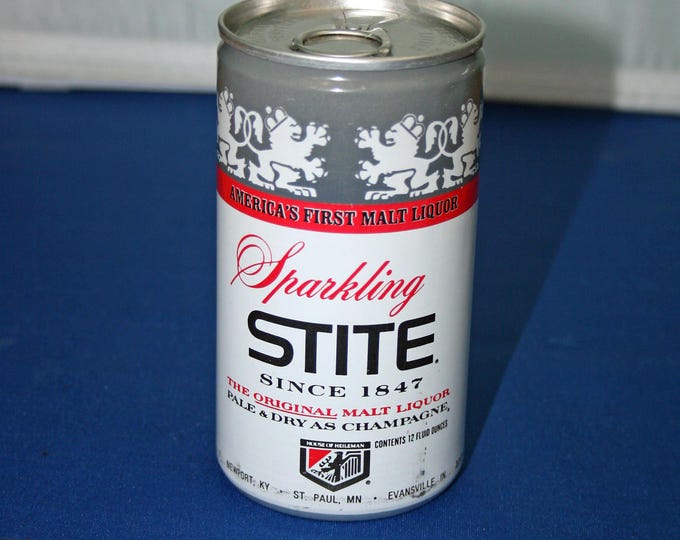 AMERICA'S FIRST MALT LIQUOR
Sparkling
STITE®
SINCE 1847
THE ORIGINAL MALT LIQUOR
PALE & DRY AS CHAMPAGNE®
HOUSE OF HEILEMAN
CONTENTS 12 FLUID OUNCES
NEWPORT, KY • ST. PAUL, MN • EVANSVILLE, IN